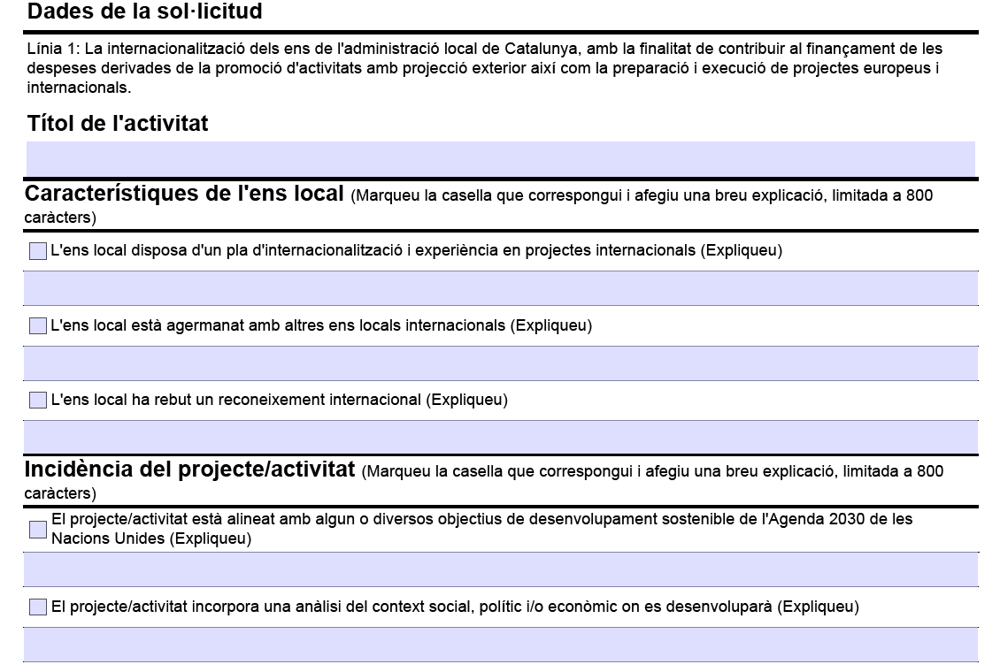 Dades de la sol·licitud
Línia 1: La internacionalització dels ens de l'administració local de Catalunya, amb la finalitat de contribuir al finançament de les
despeses derivades de la promoció d'activitats amb projecció exterior així com la preparació i execució de projectes europeus i
internacionals.
Títol de l'activitat
Característiques de l'ens local (Marqueu la casella que correspongui i afegiu una breu explicació, limitada a 800
caràcters)
L'ens local disposa d'un pla d'internacionalització i experiència en projectes internacionals (Expliqueu)
L'ens local està agermanat amb altres ens locals internacionals (Expliqueu)
L'ens local ha rebut un reconeixement internacional (Expliqueu)
Incidència del projecte/activitat (Marqueu la casella que correspongui i afegiu una breu explicació, limitada a 800
caràcters)
El projecte/activitat està alineat amb algun o diversos objectius de desenvolupament sostenible de l'Agenda 2030 de les
Nacions Unides (Expliqueu)
El projecte/activitat incorpora una anàlisi del context social, polític i/o econòmic on es desenvoluparà (Expliqueu)